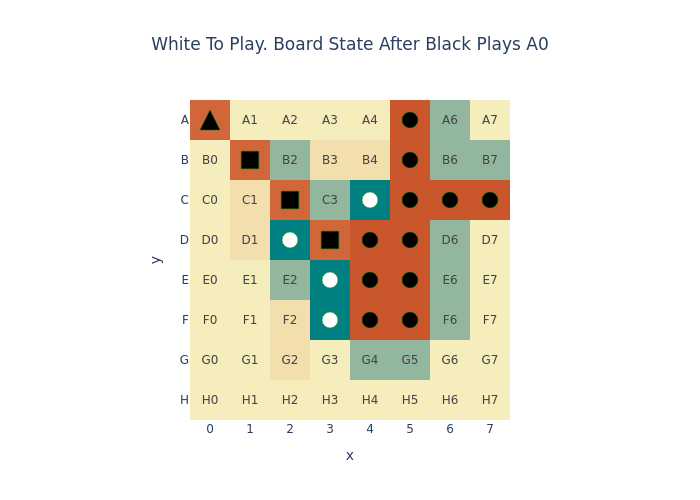 White To Play. Board State After Black Plays A0
A A1 A2 A3 A4 A6 A7
B B0 B2 B3 B4 B6 B7
C C0 C1 C3
D D0 D1 D6 D7
E E0 E1 E2 E6 E7
F F0 F1 F2 F6 F7
G G0 G1 G2 G3 G4 G5 G6 G7
H H0 H1 H2 H3 H4 H5 H6 H7
0 1 2 3 4 5 6 7
x
y